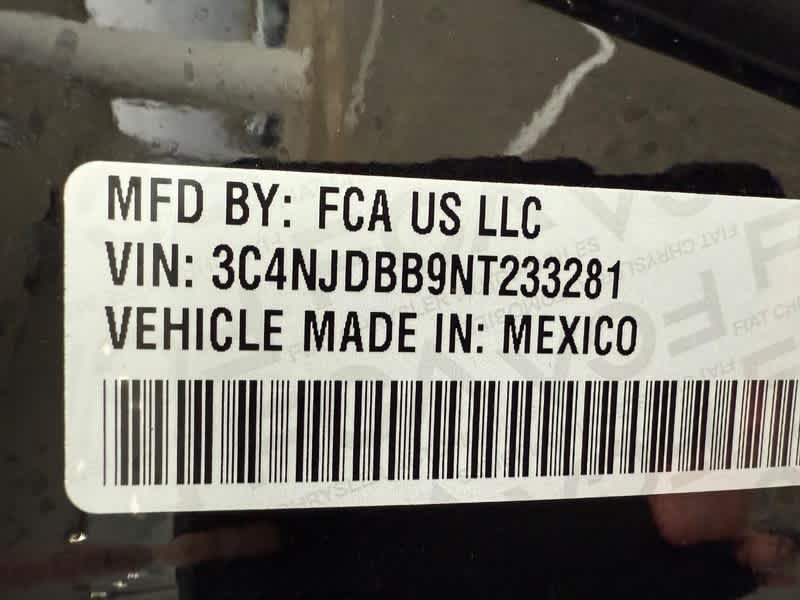 MFD BY: FCA US LLC
VIN: 3C4NJDBB9NT233281
VEHICLE MADE IN: MEXICO